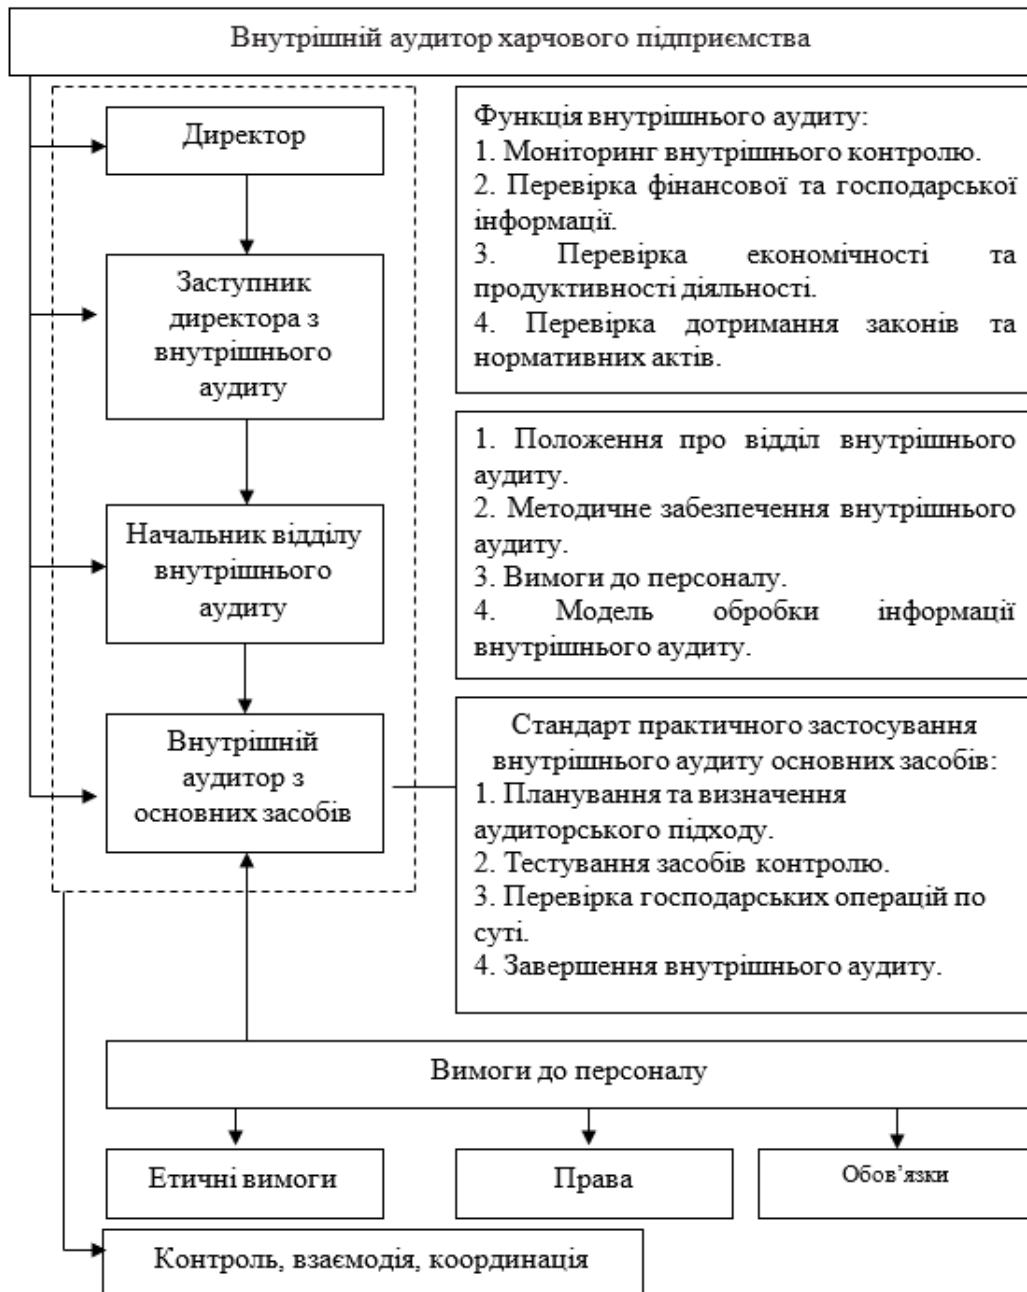 Внутрішній аудитор харчового підприємства
Директор
Заступник
директора з
внутрішнього
аудиту
Начальник відділу
внутрішнього
аудиту
Внутрішній
аудитор з
основних засобів
Функція внутрішнього аудиту:
1. Моніторинг внутрішнього контролю.
2. Перевірка фінансової та господарської
інформації.
3. Перевірка економічності та
продуктивності діяльності.
4. Перевірка дотримання законів та
нормативних актів.
1. Положення про відділ внутрішнього
аудиту.
2. Методичне забезпечення внутрішнього
аудиту.
3. Вимоги до персоналу.
4. Модель обробки інформації
внутрішнього аудиту.
Стандарт практичного застосування
внутрішнього аудиту основних засобів:
1. Планування та визначення
аудиторського підходу.
2. Тестування засобів контролю.
3. Перевірка господарських операцій по
суті.
4. Завершення внутрішнього аудиту.
Вимоги до персоналу
Етичні вимоги
Права
Обов’язки
Контроль, взаємодія, координація